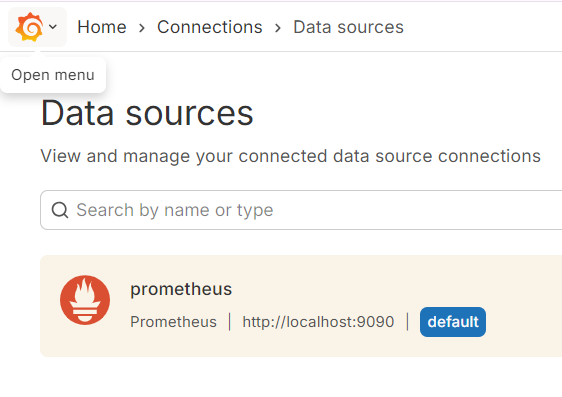 Home > Connections > Data sources
Open menu
Data sources
View and manage your connected data source connections
Search by name or type
prometheus
Prometheus | http://localhost:9090 | default